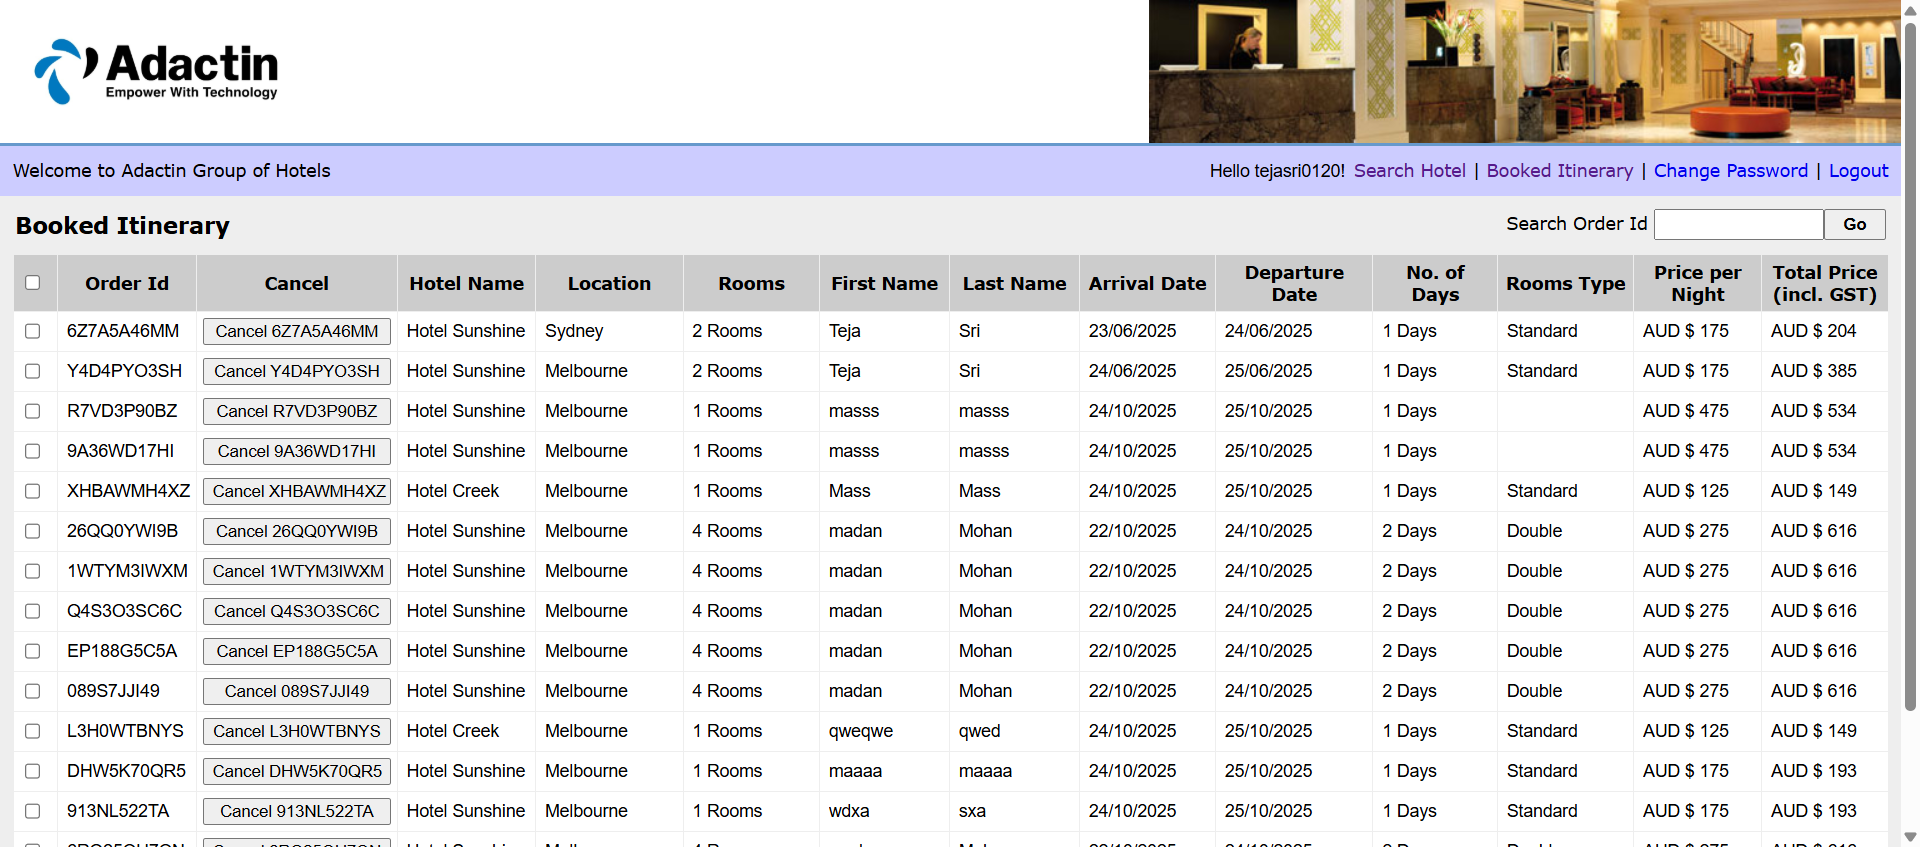 Adactin
Empower With Technology
Welcome to Adactin Group of Hotels
Hello tejasri0120! Search Hotel | Booked Itinerary | Change Password | Logout
Booked Itinerary
Search Order Id Go
Order Id Cancel Hotel Name Location Rooms First Name Last Name Arrival Date Departure Date No. of Days Rooms Type Price per Night Total Price (incl. GST)
6Z7A5A46MM Cancel 6Z7A5A46MM Hotel Sunshine Sydney 2 Rooms Teja Sri 23/06/2025 24/06/2025 1 Days Standard AUD $ 175 AUD $ 204
Y4D4PYO3SH Cancel Y4D4PYO3SH Hotel Sunshine Melbourne 2 Rooms Teja Sri 24/06/2025 25/06/2025 1 Days Standard AUD $ 175 AUD $ 385
R7VD3P90BZ Cancel R7VD3P90BZ Hotel Sunshine Melbourne 1 Rooms masss masss 24/10/2025 25/10/2025 1 Days AUD $ 475 AUD $ 534
9A36WD17HI Cancel 9A36WD17HI Hotel Sunshine Melbourne 1 Rooms masss masss 24/10/2025 25/10/2025 1 Days AUD $ 475 AUD $ 534
XHBAWMH4XZ Cancel XHBAWMH4XZ Hotel Creek Melbourne 1 Rooms Mass Mass 24/10/2025 25/10/2025 1 Days Standard AUD $ 125 AUD $ 149
26QQ0YWI9B Cancel 26QQ0YWI9B Hotel Sunshine Melbourne 4 Rooms madan Mohan 22/10/2025 24/10/2025 2 Days Double AUD $ 275 AUD $ 616
1WTYM3IWXM Cancel 1WTYM3IWXM Hotel Sunshine Melbourne 4 Rooms madan Mohan 22/10/2025 24/10/2025 2 Days Double AUD $ 275 AUD $ 616
Q4S3O3SC6C Cancel Q4S3O3SC6C Hotel Sunshine Melbourne 4 Rooms madan Mohan 22/10/2025 24/10/2025 2 Days Double AUD $ 275 AUD $ 616
EP188G5C5A Cancel EP188G5C5A Hotel Sunshine Melbourne 4 Rooms madan Mohan 22/10/2025 24/10/2025 2 Days Double AUD $ 275 AUD $ 616
089S7JJI49 Cancel 089S7JJI49 Hotel Sunshine Melbourne 4 Rooms madan Mohan 22/10/2025 24/10/2025 2 Days Double AUD $ 275 AUD $ 616
L3H0WTBNYS Cancel L3H0WTBNYS Hotel Creek Melbourne 1 Rooms qweqwe qwed 24/10/2025 25/10/2025 1 Days Standard AUD $ 125 AUD $ 149
DHW5K70QR5 Cancel DHW5K70QR5 Hotel Sunshine Melbourne 1 Rooms maaaa maaaa 24/10/2025 25/10/2025 1 Days Standard AUD $ 175 AUD $ 193
913NL522TA Cancel 913NL522TA Hotel Sunshine Melbourne 1 Rooms wdxa sxa 24/10/2025 25/10/2025 1 Days Standard AUD $ 175 AUD $ 193